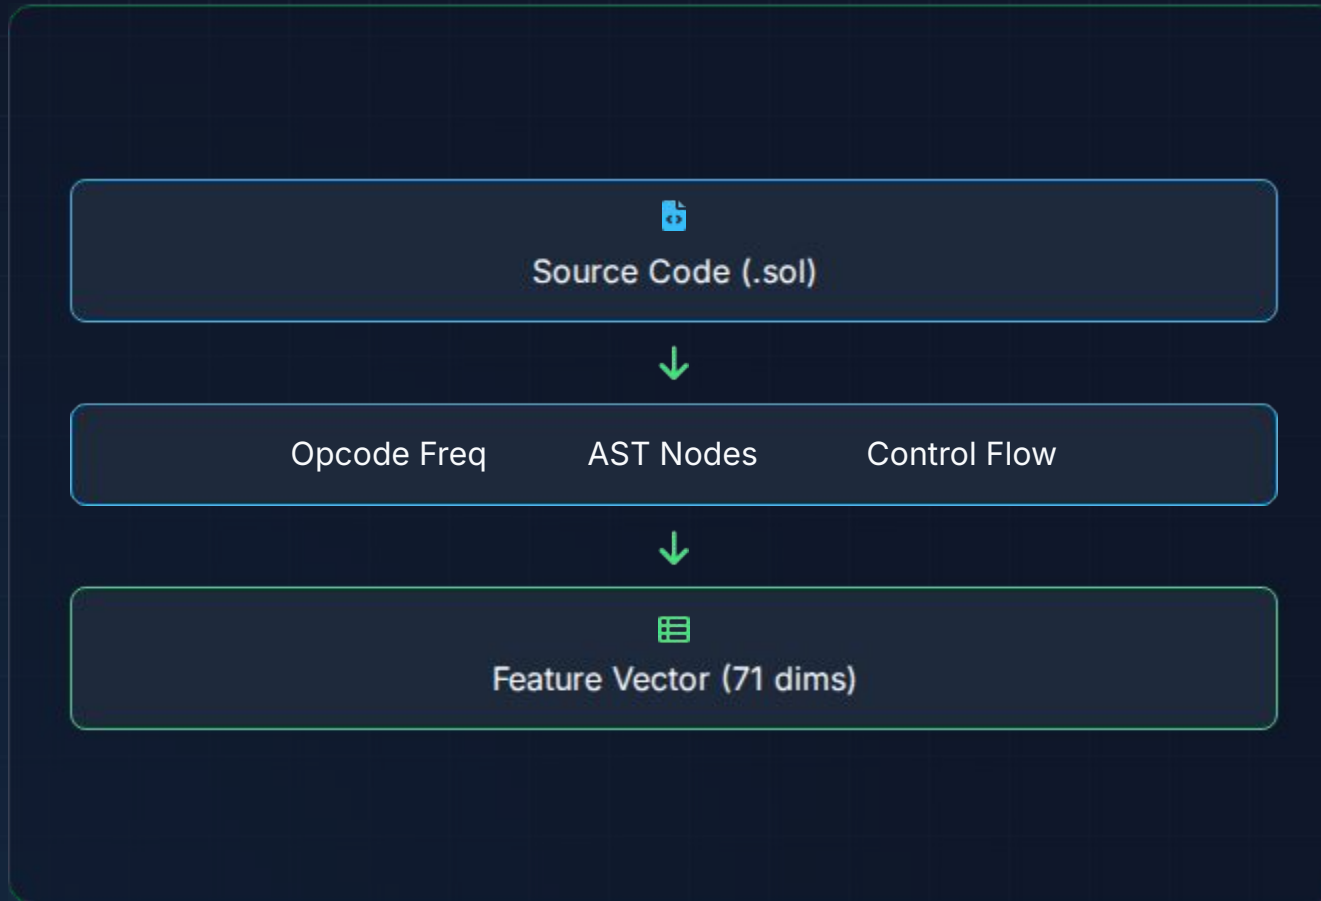 Source Code (.sol)
Opcode Freq AST Nodes Control Flow
Feature Vector (71 dims)